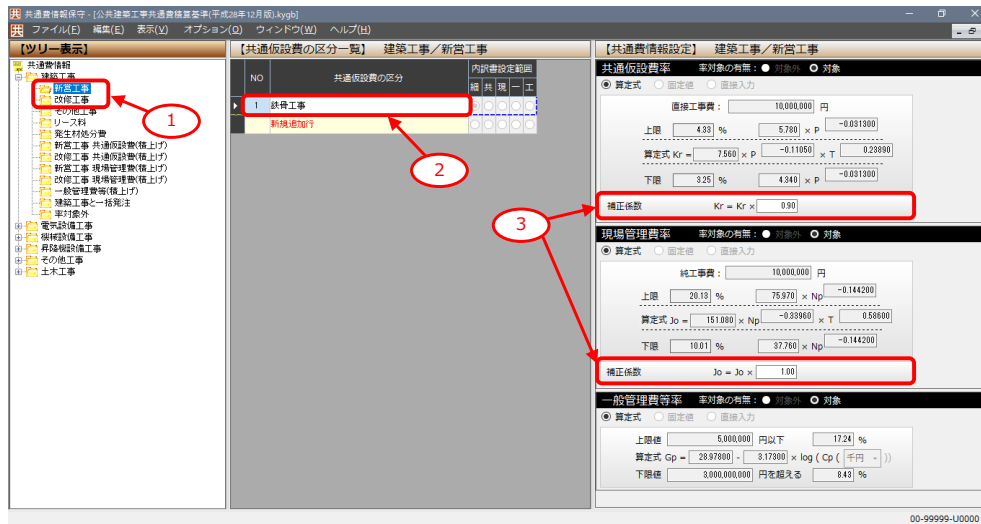 共通費情報保守 - [公共建築工事共通費積算基準(平成28年12月版).kygb]
ファイル(F) 編集(E) 表示(V) オプション(O) ウィンドウ(W) ヘルプ(H)
【ツリー表示】
共通費情報
建築工事
新営工事
改修工事
その他工事
リース料
発生材処分費
新営工事 共通仮設費(積上げ)
改修工事 共通仮設費(積上げ)
新営工事 現場管理費(積上げ)
改修工事 現場管理費(積上げ)
一般管理費等(積上げ)
建築工事と一括発注
率対象外
電気設備工事
機械設備工事
昇降機設備工事
その他工事
土木工事
1
【共通仮設費の区分一覧】 建築工事/新営工事
NO 共通仮設費の区分 内訳書設定範囲
細 共 現 一 工
1 鉄骨工事
新規追加行
2
3
【共通費情報設定】 建築工事/新営工事
共通仮設費率 率対象の有無: 対象外 対象
算定式 固定値 直接入力
直接工事費: 10,000,000 円
上限 4.33 % 5.780 × P -0.031300
算定式 Kr = 7.560 × P -0.11050 × T 0.23890
下限 3.25 % 4.340 × P -0.031300
補正係数 Kr = Kr × 0.90
現場管理費率 率対象の有無: 対象外 対象
算定式 固定値 直接入力
純工事費: 10,000,000 円
上限 20.13 % 75.970 × Np -0.144200
算定式 Jo = 151.080 × Np -0.33960 × T 0.58600
下限 10.01 % 37.760 × Np -0.144200
補正係数 Jo = Jo × 1.00
一般管理費等率 率対象の有無: 対象外 対象
算定式 固定値 直接入力
上限値 5,000,000 円以下 17.24 %
算定式 Gp = 28.97800 - 3.17300 × log ( Cp ( 千円 ))
下限値 3,000,000,000 円を超える 8.43 %
00-99999-U0000